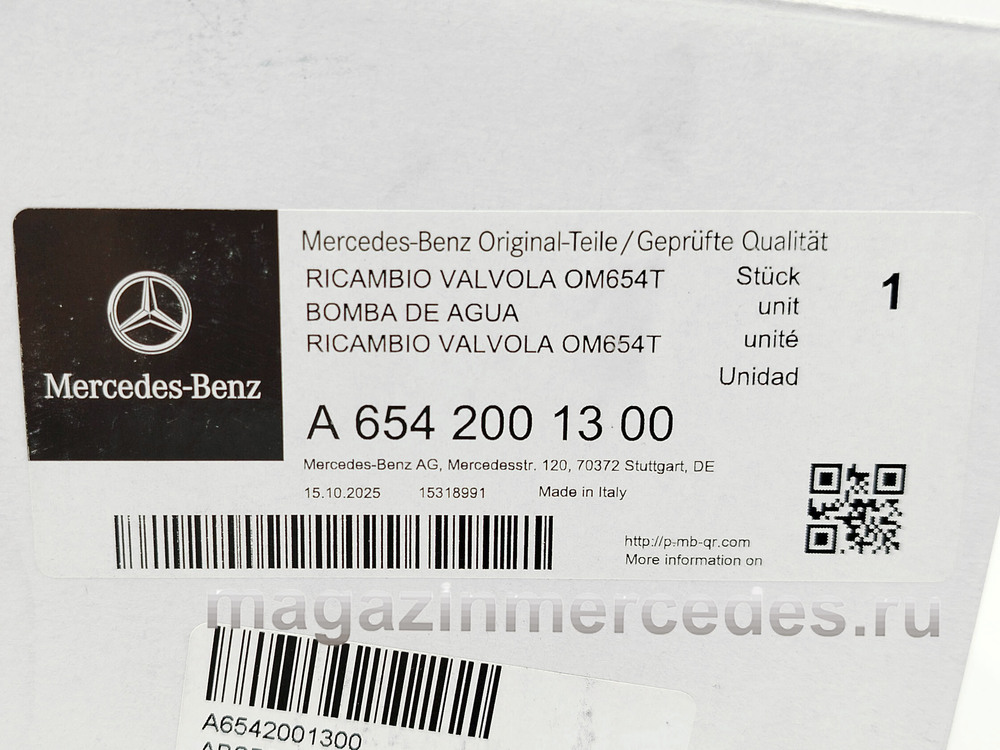 Mercedes-Benz
Mercedes-Benz Original-Teile/Geprüfte Qualität
RICAMBIO VALVOLA OM654T
BOMBA DE AGUA
RICAMBIO VALVOLA OM654T
Stück
unit
unité
Unidad
1
A 654 200 13 00
Mercedes-Benz AG, Mercedesstr. 120, 70372 Stuttgart, DE
15.10.2025 15318991 Made in Italy
http://p-mb-qr.com
More information on
magazinmercedes.ru
A6542001300